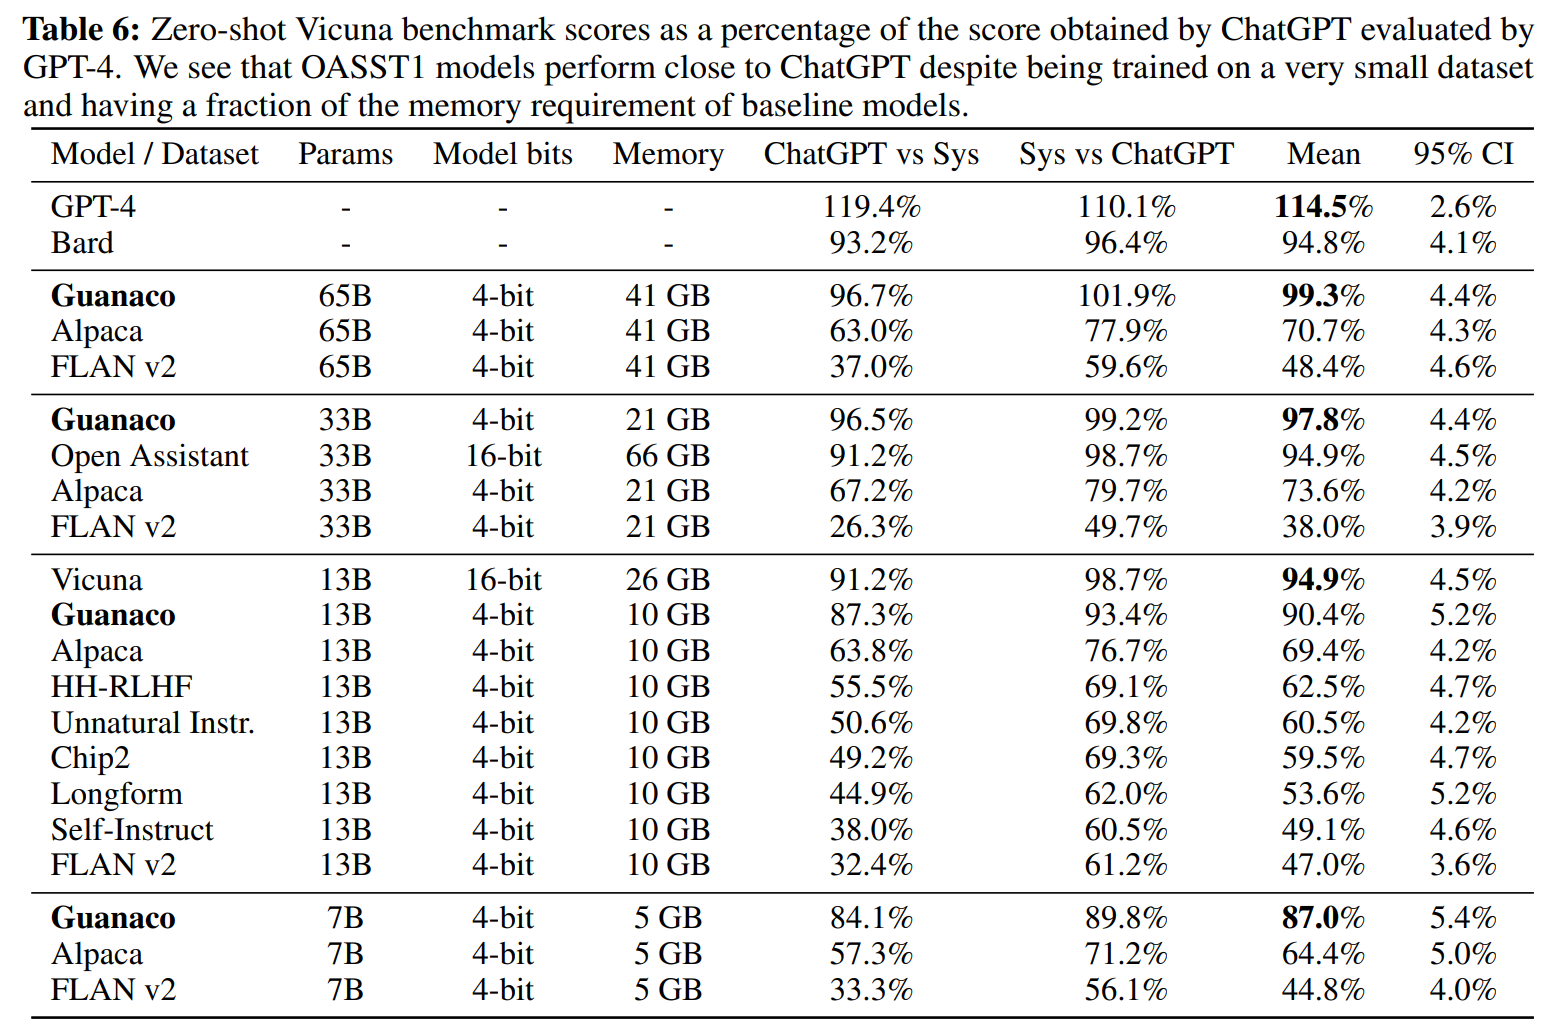 Table 6: Zero-shot Vicuna benchmark scores as a percentage of the score obtained by ChatGPT evaluated by
GPT-4. We see that OASST1 models perform close to ChatGPT despite being trained on a very small dataset
and having a fraction of the memory requirement of baseline models.
Model / Dataset Params Model bits Memory ChatGPT vs Sys Sys vs ChatGPT Mean 95% CI
GPT-4 - - - 119.4% 110.1% 114.5% 2.6%
Bard - - - 93.2% 96.4% 94.8% 4.1%
Guanaco 65B 4-bit 41 GB 96.7% 101.9% 99.3% 4.4%
Alpaca 65B 4-bit 41 GB 63.0% 77.9% 70.7% 4.3%
FLAN v2 65B 4-bit 41 GB 37.0% 59.6% 48.4% 4.6%
Guanaco 33B 4-bit 21 GB 96.5% 99.2% 97.8% 4.4%
Open Assistant 33B 16-bit 66 GB 91.2% 98.7% 94.9% 4.5%
Alpaca 33B 4-bit 21 GB 67.2% 79.7% 73.6% 4.2%
FLAN v2 33B 4-bit 21 GB 26.3% 49.7% 38.0% 3.9%
Vicuna 13B 16-bit 26 GB 91.2% 98.7% 94.9% 4.5%
Guanaco 13B 4-bit 10 GB 87.3% 93.4% 90.4% 5.2%
Alpaca 13B 4-bit 10 GB 63.8% 76.7% 69.4% 4.2%
HH-RLHF 13B 4-bit 10 GB 55.5% 69.1% 62.5% 4.7%
Unnatural Instr. 13B 4-bit 10 GB 50.6% 69.8% 60.5% 4.2%
Chip2 13B 4-bit 10 GB 49.2% 69.3% 59.5% 4.7%
Longform 13B 4-bit 10 GB 44.9% 62.0% 53.6% 5.2%
Self-Instruct 13B 4-bit 10 GB 38.0% 60.5% 49.1% 4.6%
FLAN v2 13B 4-bit 10 GB 32.4% 61.2% 47.0% 3.6%
Guanaco 7B 4-bit 5 GB 84.1% 89.8% 87.0% 5.4%
Alpaca 7B 4-bit 5 GB 57.3% 71.2% 64.4% 5.0%
FLAN v2 7B 4-bit 5 GB 33.3% 56.1% 44.8% 4.0%